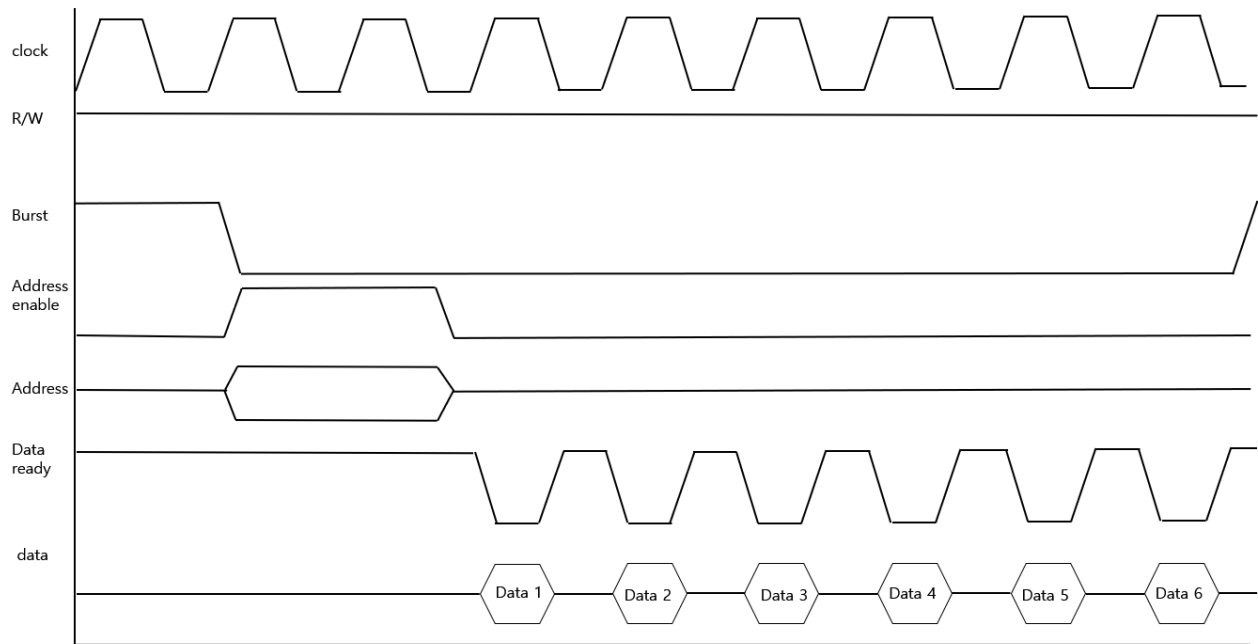 clock
R/W
Burst
Address
enable
Address
Data
ready
data
Data 1
Data 2
Data 3
Data 4
Data 5
Data 6